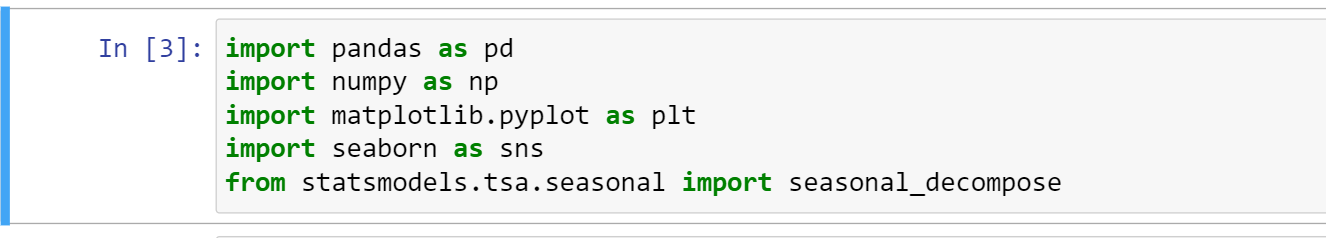 In [3]: import pandas as pd
import numpy as np
import matplotlib.pyplot as plt
import seaborn as sns
from statsmodels.tsa.seasonal import seasonal_decompose